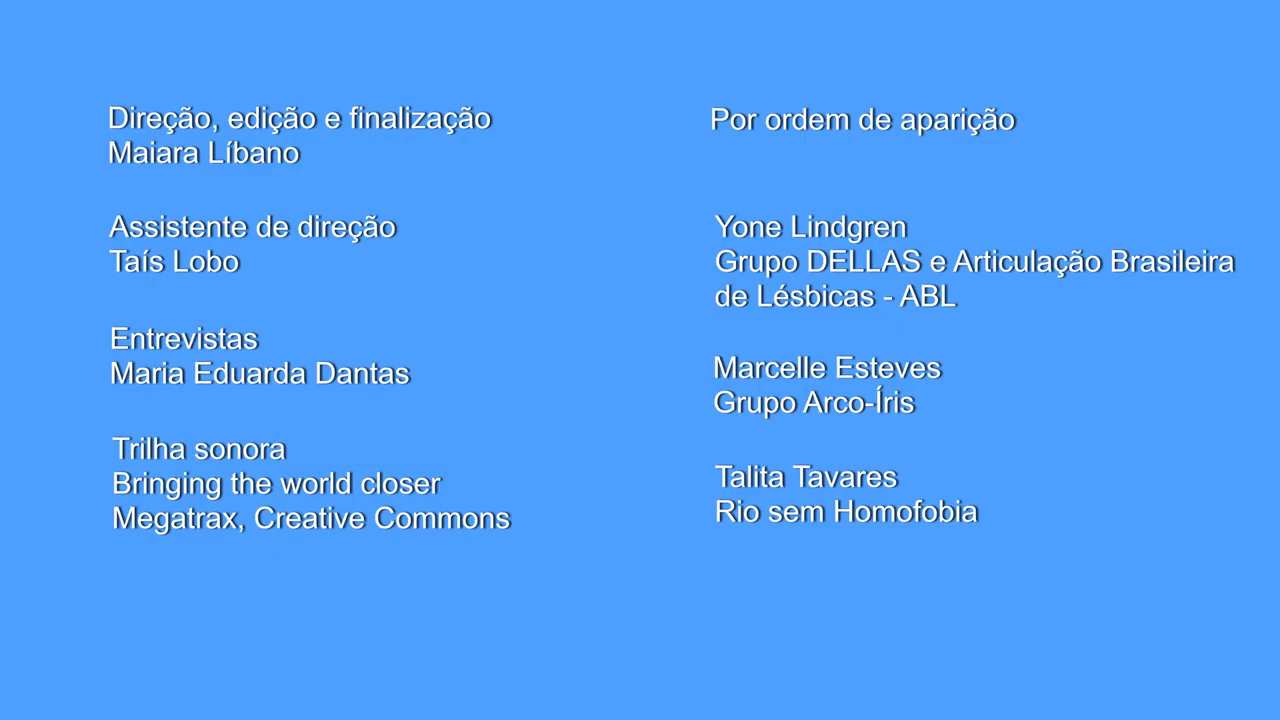 Direção, edição e finalização
Maiara Líbano
Assistente de direção
Taís Lobo
Entrevistas
Maria Eduarda Dantas
Trilha sonora
Bringing the world closer
Megatrax, Creative Commons
Por ordem de aparição
Yone Lindgren
Grupo DELLAS e Articulação Brasileira
de Lésbicas - ABL
Marcelle Esteves
Grupo Arco-Íris
Talita Tavares
Rio sem Homofobia